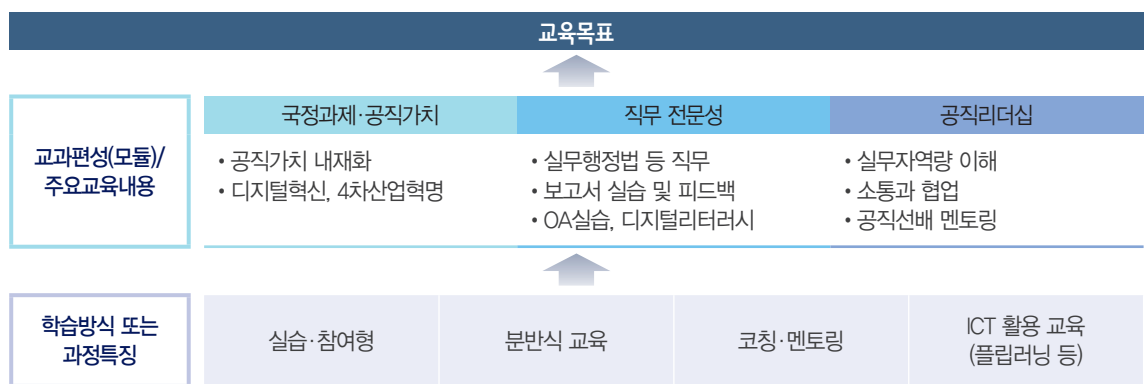 교육목표
교과편성(모듈)/
주요교육내용
국정과제·공직가치
• 공직가치 내재화
• 디지털혁신, 4차산업혁명
직무 전문성
• 실무행정법 등 직무
• 보고서 실습 및 피드백
• OA실습, 디지털리터러시
공직리더십
• 실무자역량 이해
• 소통과 협업
• 공직선배 멘토링
학습방식 또는
과정특징
실습·참여형
분반식 교육
코칭·멘토링
ICT 활용 교육
(플립러닝 등)